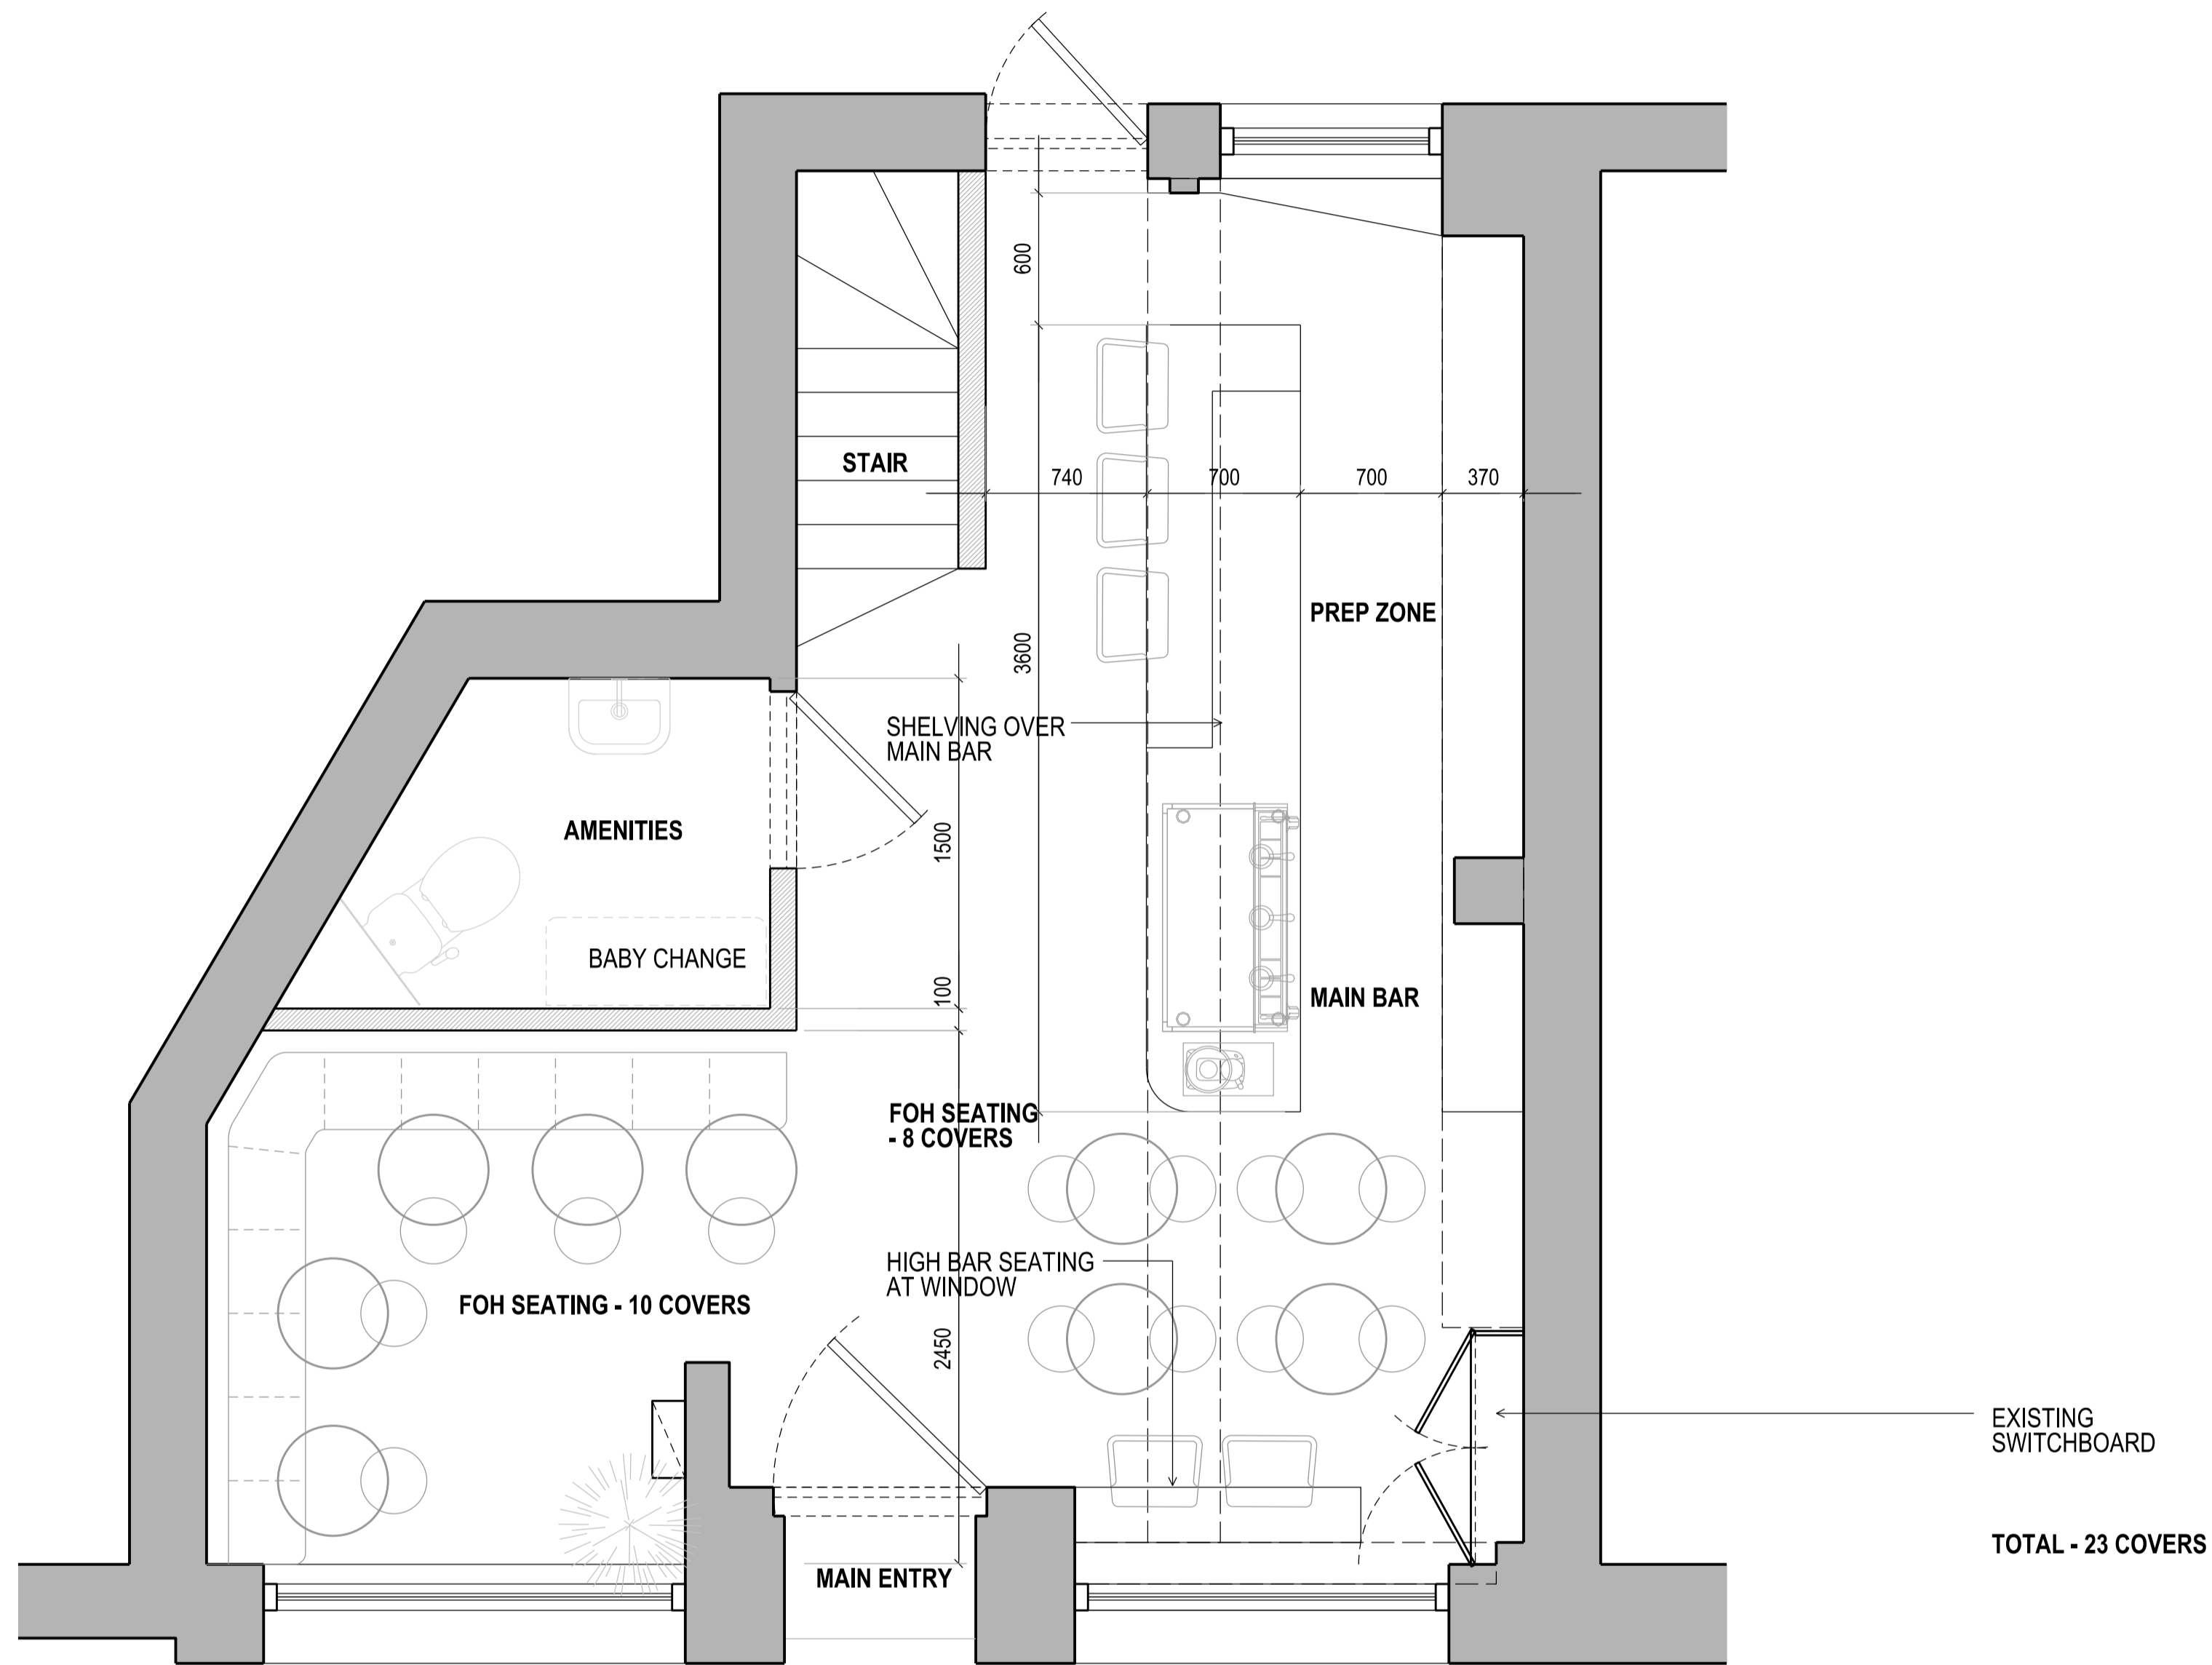 600
STAIR
740
700
700
370
PREP ZONE
3600
SHELVING OVER
MAIN BAR
AMENITIES
1500
BABY CHANGE
100
MAIN BAR
FOH SEATING
- 8 COVERS
HIGH BAR SEATING
AT WINDOW
FOH SEATING - 10 COVERS
2450
EXISTING
SWITCHBOARD
TOTAL - 23 COVERS
MAIN ENTRY